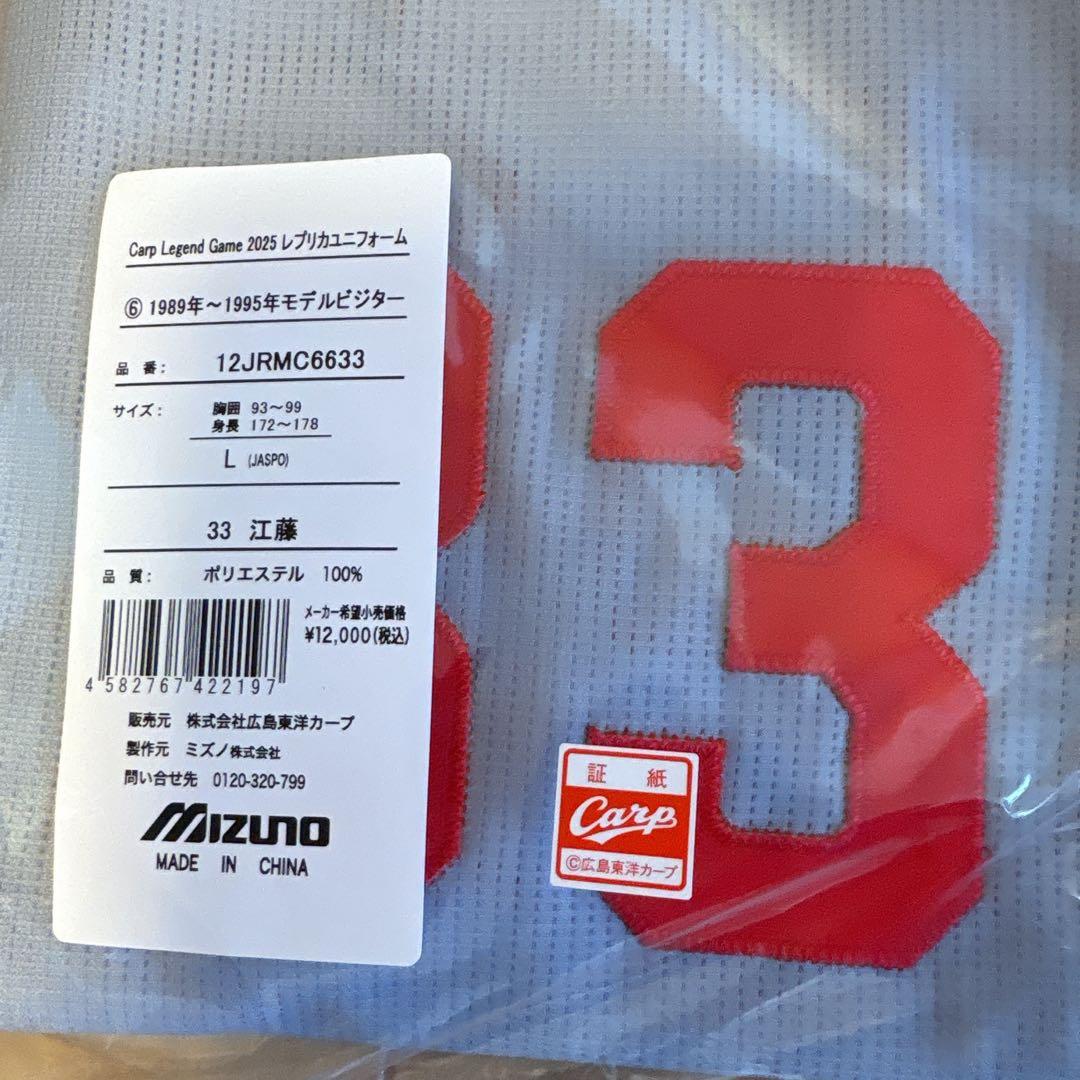 Carp Legend Game 2025 レプリカユニフォーム
⑥ 1989年～1995年モデルビジター
品 番: 12JRMC6633
サイズ: 胸囲 93～99
身長 172～178
L (JASPO)
33 江藤
品 質: ポリエステル 100%
メーカー希望小売価格
¥12,000(税込)
4 582767 422197
販売元 株式会社広島東洋カープ
製作元 ミズノ株式会社
問い合せ先 0120-320-799
MIZUNO
MADE IN CHINA
33
証 紙
Carp
©広島東洋カープ